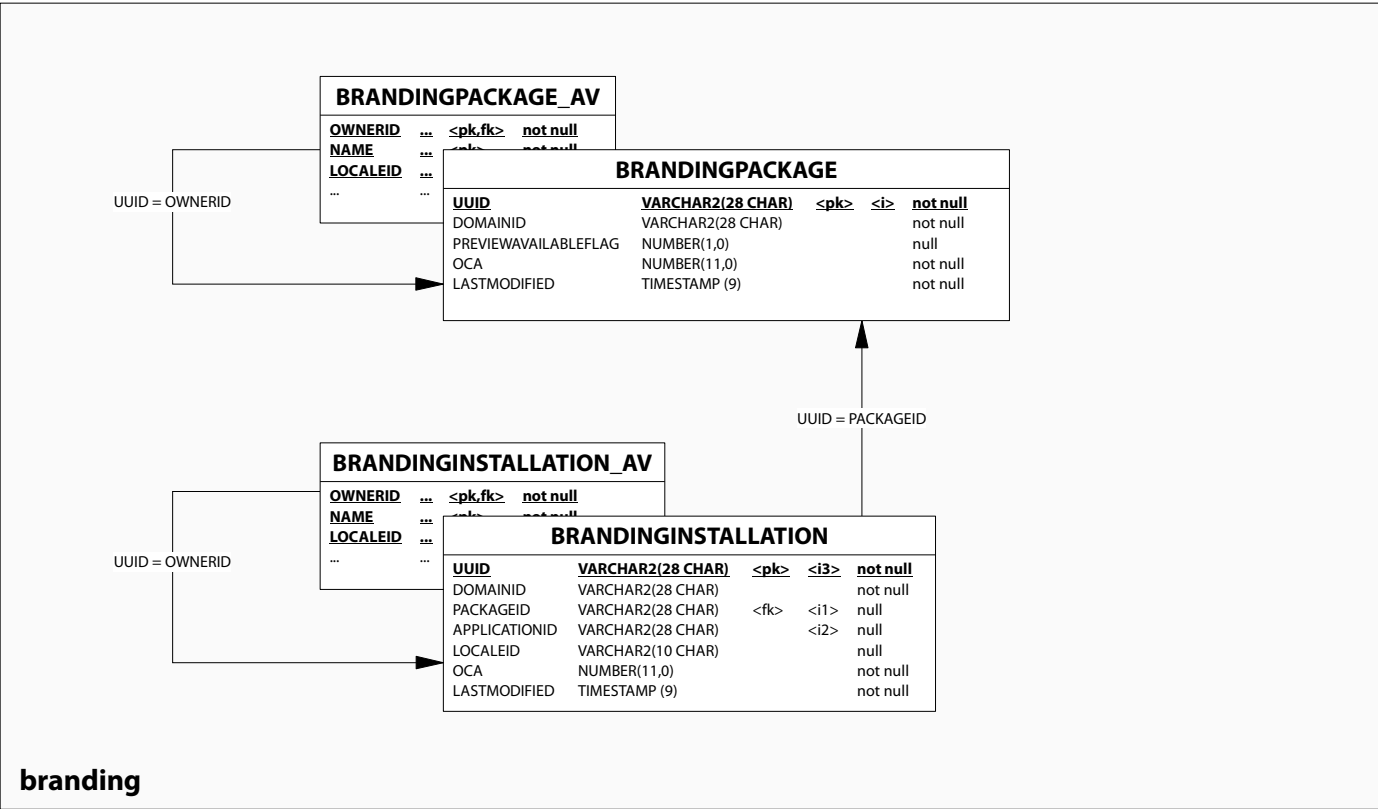 BRANDINGPACKAGE_AV
OWNERID ... <pk,fk> not null
NAME ...
LOCALEID ...
... ...
BRANDINGPACKAGE
UUID VARCHAR2(28 CHAR) <pk> <i> not null
DOMAINID VARCHAR2(28 CHAR) not null
PREVIEWAVAILABLEFLAG NUMBER(1,0) null
OCA NUMBER(11,0) not null
LASTMODIFIED TIMESTAMP (9) not null
UUID = OWNERID
UUID = PACKAGEID
BRANDINGINSTALLATION_AV
OWNERID ... <pk,fk> not null
NAME ...
LOCALEID ...
... ...
BRANDINGINSTALLATION
UUID VARCHAR2(28 CHAR) <pk> <i3> not null
DOMAINID VARCHAR2(28 CHAR) not null
PACKAGEID VARCHAR2(28 CHAR) <fk> <i1> null
APPLICATIONID VARCHAR2(28 CHAR) <i2> null
LOCALEID VARCHAR2(10 CHAR) null
OCA NUMBER(11,0) not null
LASTMODIFIED TIMESTAMP (9) not null
UUID = OWNERID
branding